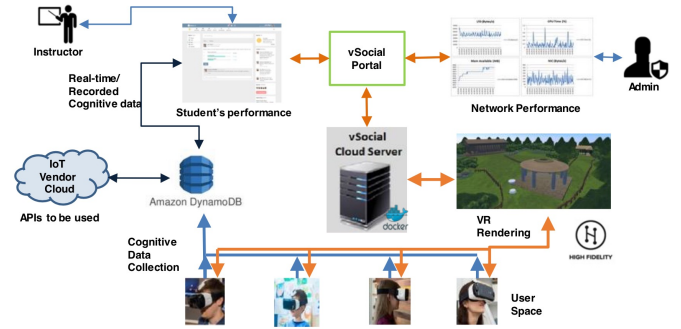 Instructor
Real-time/
Recorded
Cognitive data
Student's performance
vSocial
Portal
Network Performance
Admin
IoT
Vendor
Cloud
APIs to be used
Amazon DynamoDB
vSocial
Cloud Server
docker
VR
Rendering
HIGH FIDELITY
Cognitive
Data
Collection
User
Space